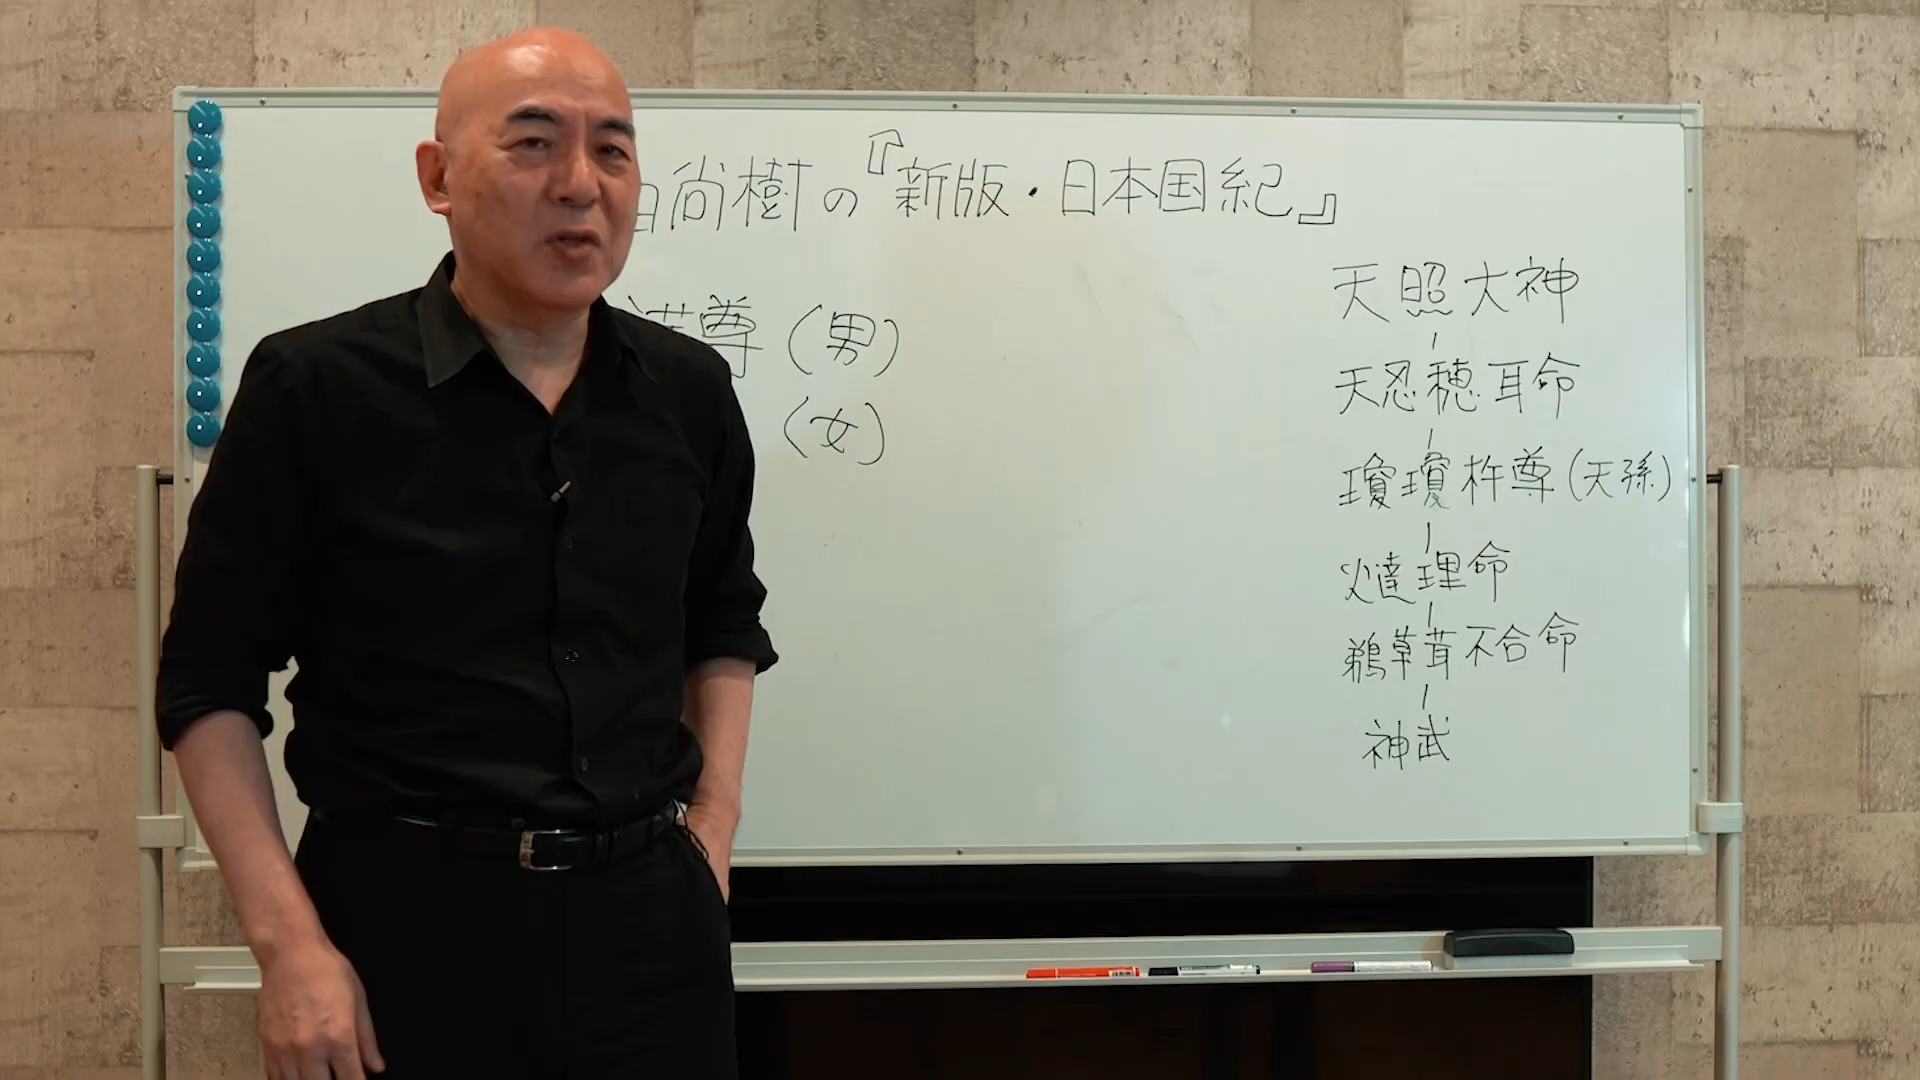 尚樹の『新版・日本国紀』
尊(男)
(女)
天照大神
天忍穂耳命
瓊瓊杵尊(天孫)
火遠理命
鵜草葺不合命
神武